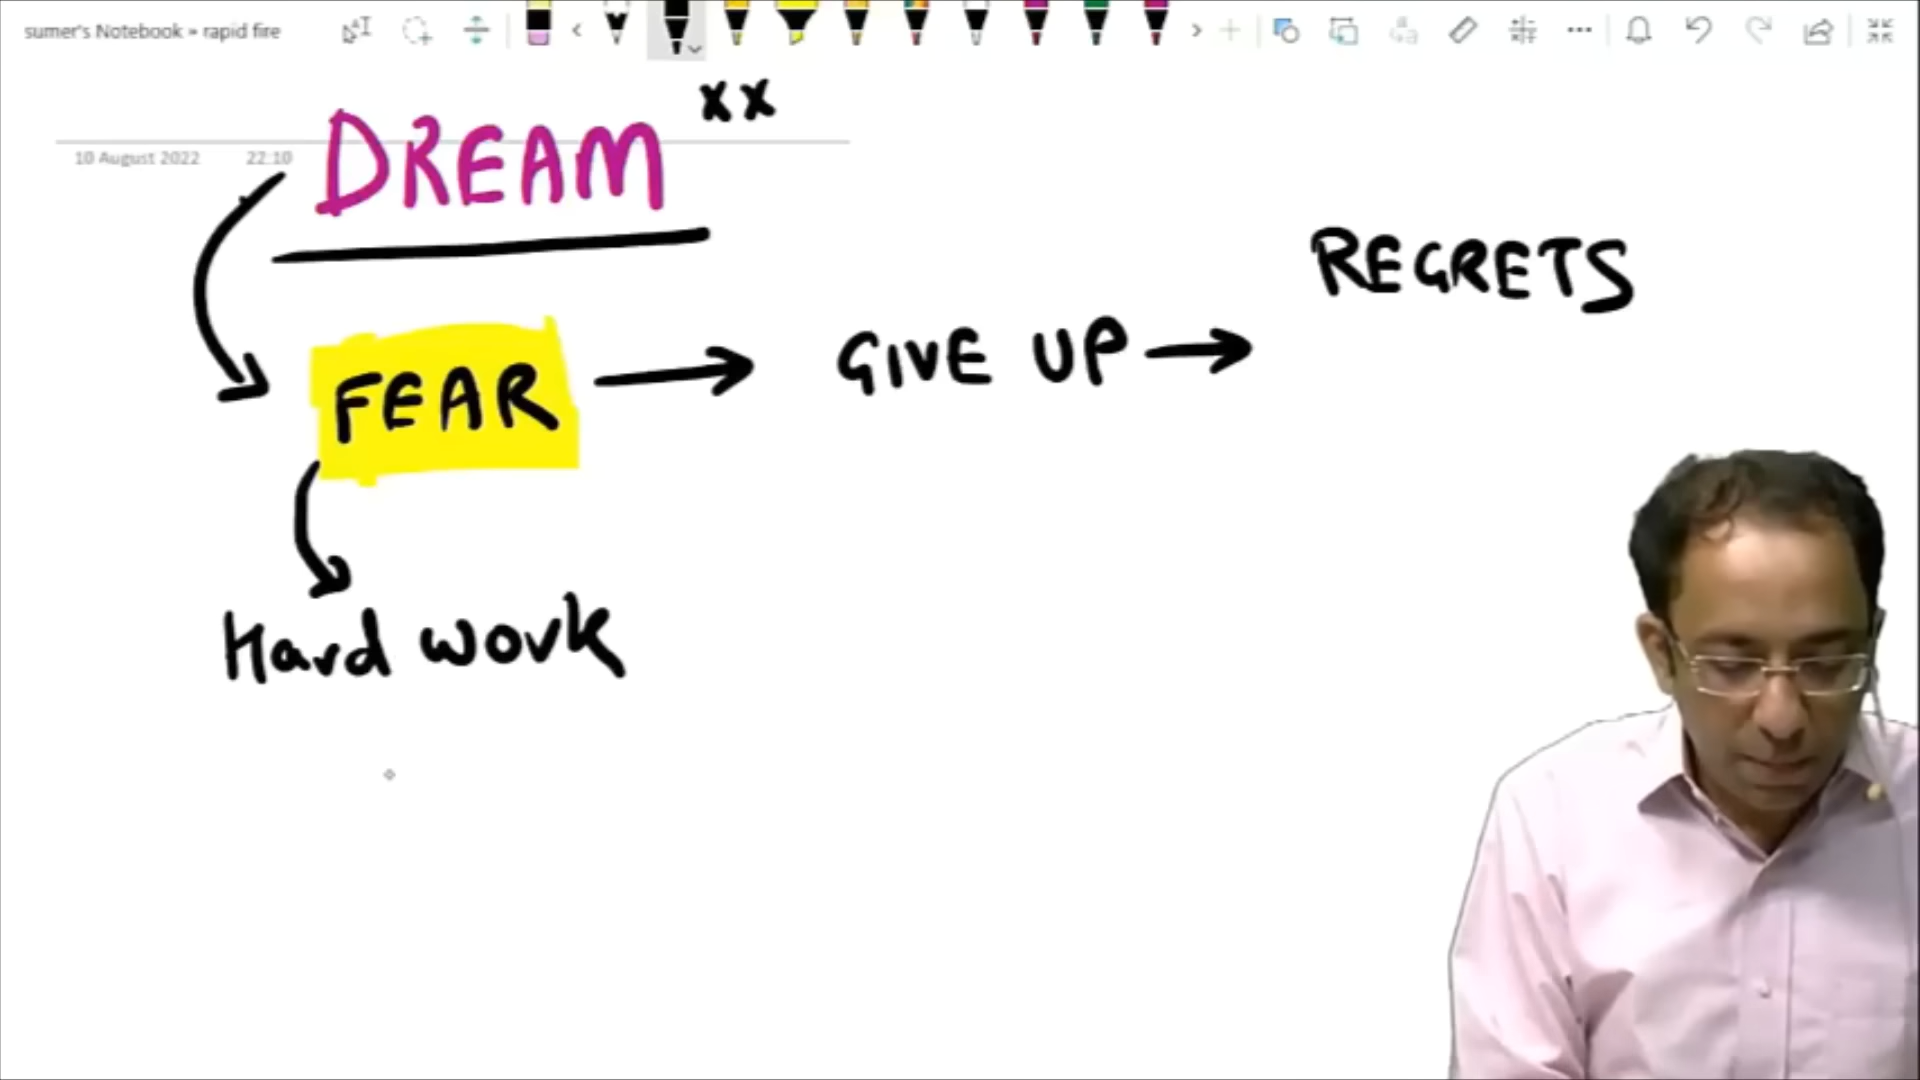 sumer's Notebook » rapid fire
xx
DREAM
10 August 2022 22:10
REGRETS
FEAR → GIVE UP →
Hard work